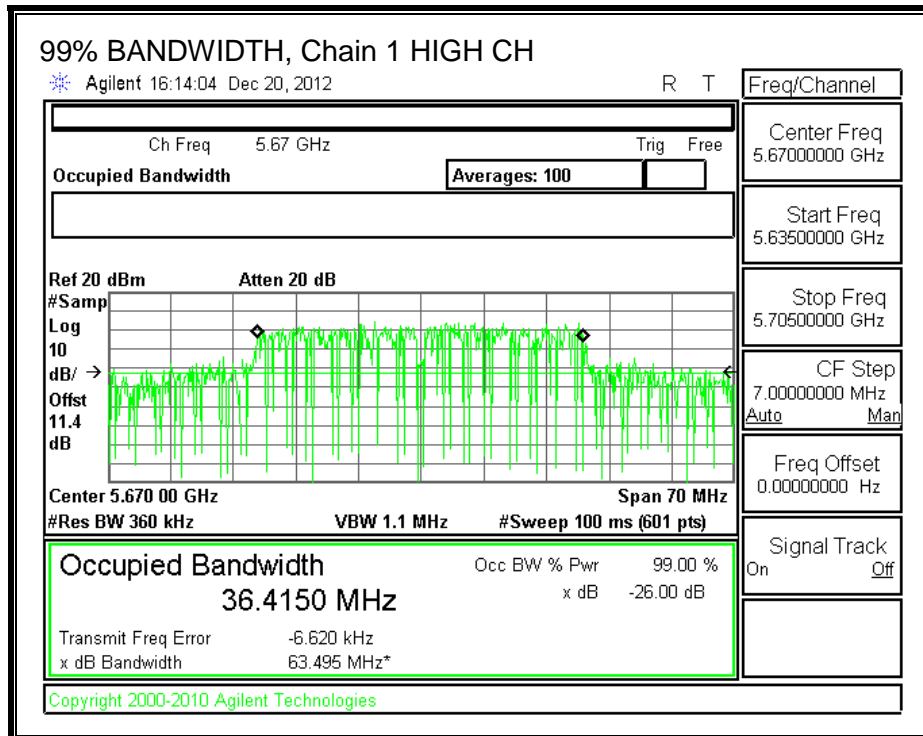 99% BANDWIDTH, Chain 1 HIGH CH
Agilent 16:14:04 Dec 20, 2012 R T
Freq/Channel
Ch Freq 5.67 GHz Trig Free
Occupied Bandwidth Averages: 100
Center Freq
5.67000000 GHz
Start Freq
5.63500000 GHz
Stop Freq
5.70500000 GHz
CF Step
7.00000000 MHz
Auto Man
Freq Offset
0.00000000 Hz
Signal Track
On Off
Ref 20 dBm Atten 20 dB
#Samp
Log
10
dB/
Offst
11.4
dB
Center 5.670 00 GHz Span 70 MHz
#Res BW 360 kHz VBW 1.1 MHz #Sweep 100 ms (601 pts)
Occupied Bandwidth Occ BW % Pwr 99.00 %
36.4150 MHz x dB -26.00 dB
Transmit Freq Error -6.620 kHz
x dB Bandwidth 63.495 MHz*
Copyright 2000-2010 Agilent Technologies